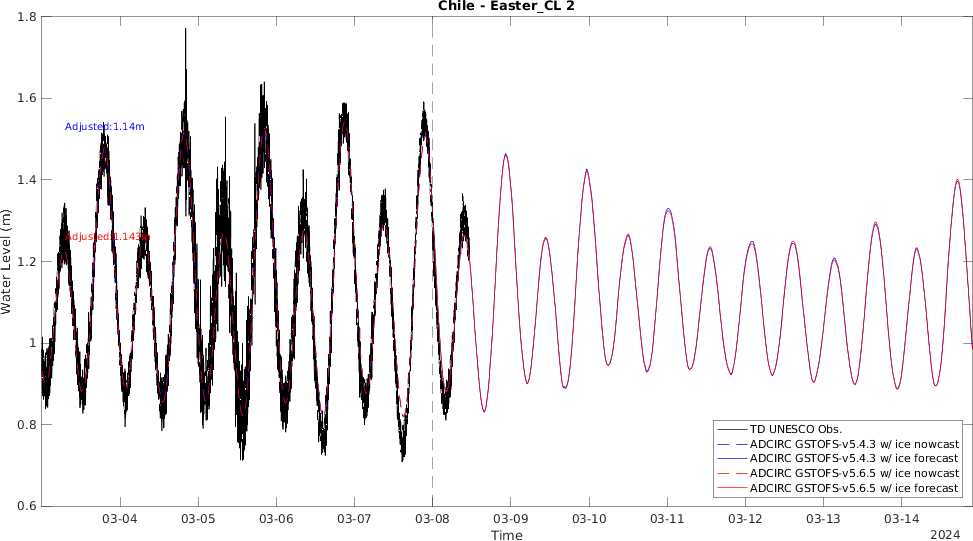 Chile - Easter_CL 2
1.8
1.6
1.4
1.2
1
0.8
0.6
Water Level (m)
Adjusted:1.14m
Adjusted:1.143
03-04
03-05
03-06
03-07
03-08
03-09
03-10
03-11
03-12
03-13
03-14
Time
2024
TD UNESCO Obs.
ADCIRC GSTOFS-v5.4.3 w/ ice nowcast
ADCIRC GSTOFS-v5.4.3 w/ ice forecast
ADCIRC GSTOFS-v5.6.5 w/ ice nowcast
ADCIRC GSTOFS-v5.6.5 w/ ice forecast